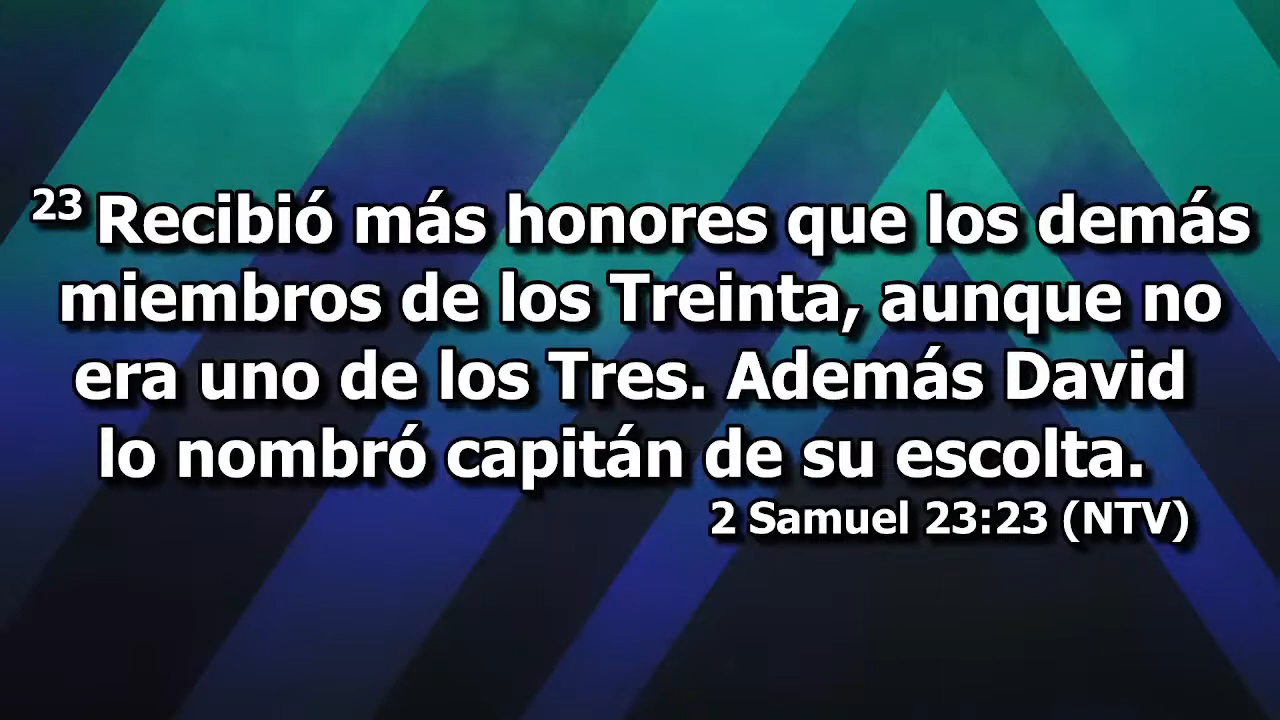 23 Recibió más honores que los demás
miembros de los Treinta, aunque no
era uno de los Tres. Además David
lo nombró capitán de su escolta.
2 Samuel 23:23 (NTV)